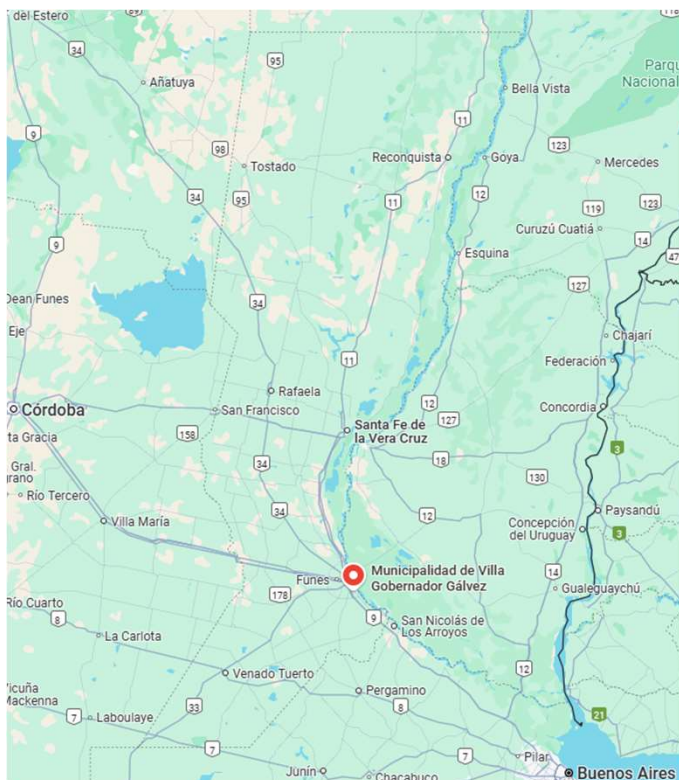 del Estero
89
118
34
95
Parqu
Nacional
Añatuya
Bella Vista
11
9
98
Reconquista
Goya
123
Mercedes
Tostado
12
34
95
11
119
123
Curuzú Cuatiá
14
9
47
Esquina
127
Dean Funes
34
Eje
Chajarí
11
Federación
Rafaela
Córdoba
San Francisco
12
Concordia
127
158
Santa Fe de
la Vera Cruz
ta Gracia
3
34
18
Gral.
grano
130
Río Tercero
34
12
Paysandú
Villa María
Concepción
del Uruguay
3
Municipalidad de Villa
Gobernador Gálvez
Funes
14
178
Gualeguaychú
Río Cuarto
8
9
San Nicolás de
Los Arroyos
La Carlota
12
Venado Tuerto
Vicuña
Mackenna
Pergamino
33
8
7
Laboulaye
21
7
7
Pilar
Junín
Chacabuco
Buenos Aires